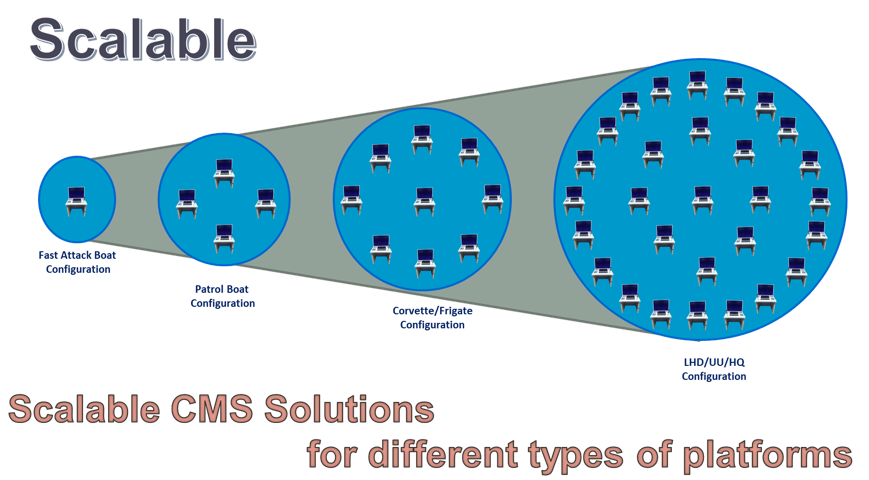 Scalable
Fast Attack Boat
Configuration
Patrol Boat
Configuration
Corvette/Frigate
Configuration
LHD/UU/HQ
Configuration
Scalable CMS Solutions
for different types of platforms